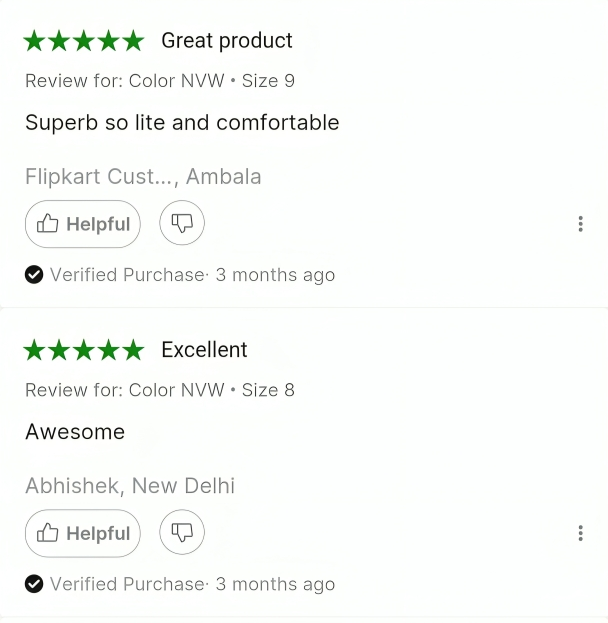 ★★★★★ Great product
Review for: Color NVW • Size 9
Superb so lite and comfortable
Flipkart Cust..., Ambala
Helpful
Verified Purchase· 3 months ago
★★★★★ Excellent
Review for: Color NVW • Size 8
Awesome
Abhishek, New Delhi
Helpful
Verified Purchase· 3 months ago